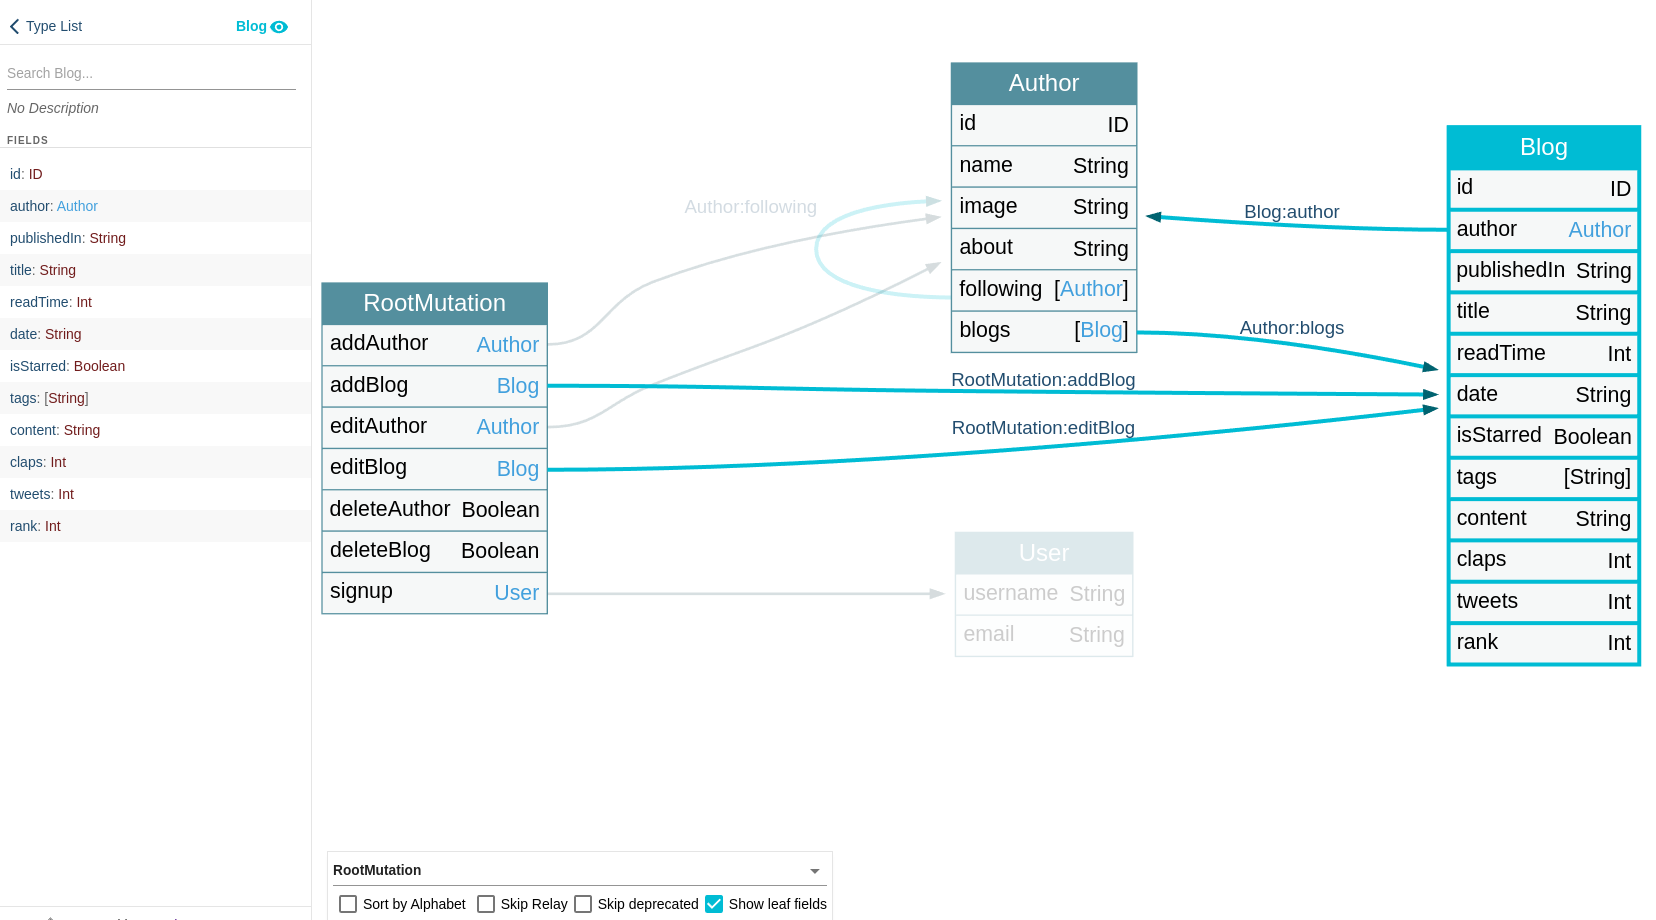 Type List
Blog
Search Blog...
No Description
FIELDS
id: ID
author: Author
publishedIn: String
title: String
readTime: Int
date: String
isStarred: Boolean
tags: [String]
content: String
claps: Int
tweets: Int
rank: Int
RootMutation
addAuthor Author
addBlog Blog
editAuthor Author
editBlog Blog
deleteAuthor Boolean
deleteBlog Boolean
signup User
Author:following
Author
id ID
name String
image String
about String
following [Author]
blogs [Blog]
RootMutation:addBlog
RootMutation:editBlog
User
username String
email String
Blog:author
Author:blogs
Blog
id ID
author Author
publishedIn String
title String
readTime Int
date String
isStarred Boolean
tags [String]
content String
claps Int
tweets Int
rank Int
RootMutation
Sort by Alphabet Skip Relay Skip deprecated Show leaf fields